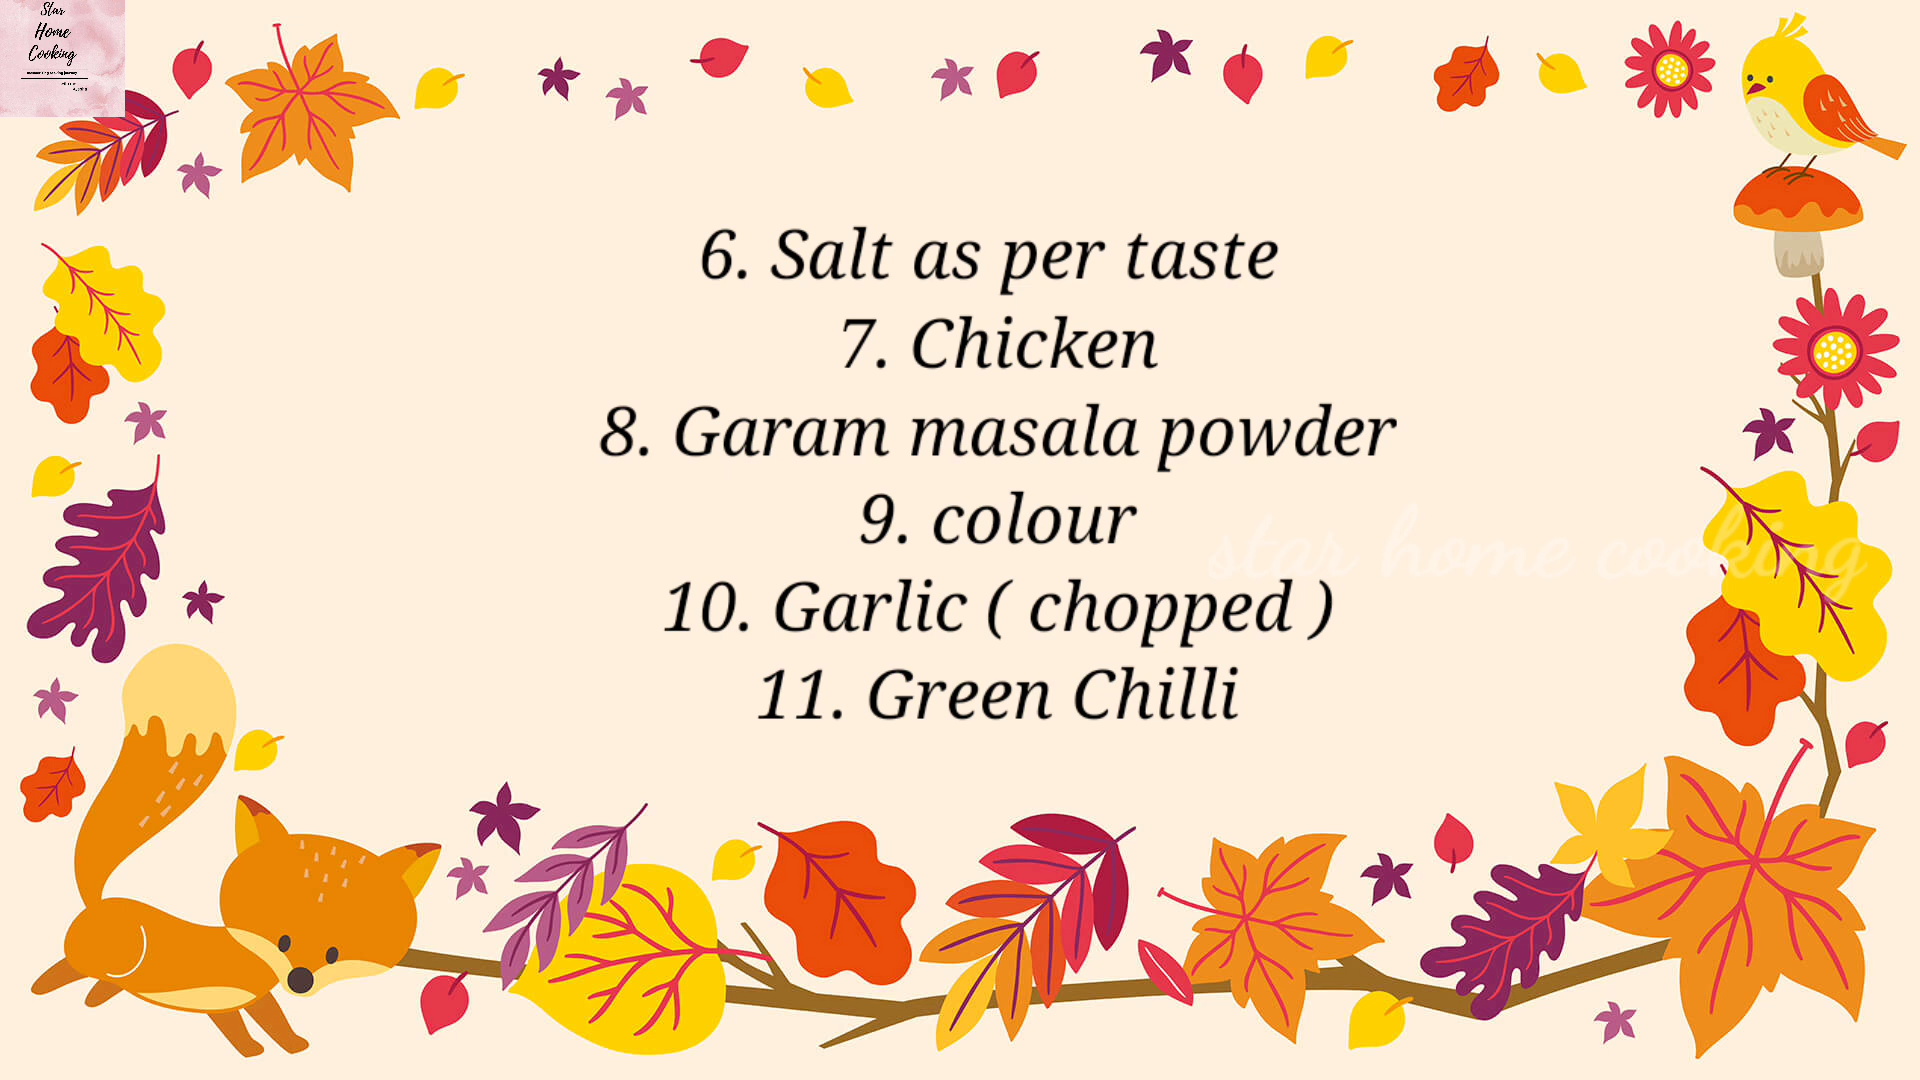 Star
Home
Cooking
6. Salt as per taste
7. Chicken
8. Garam masala powder
9. colour
10. Garlic ( chopped )
11. Green Chilli
star home cooking